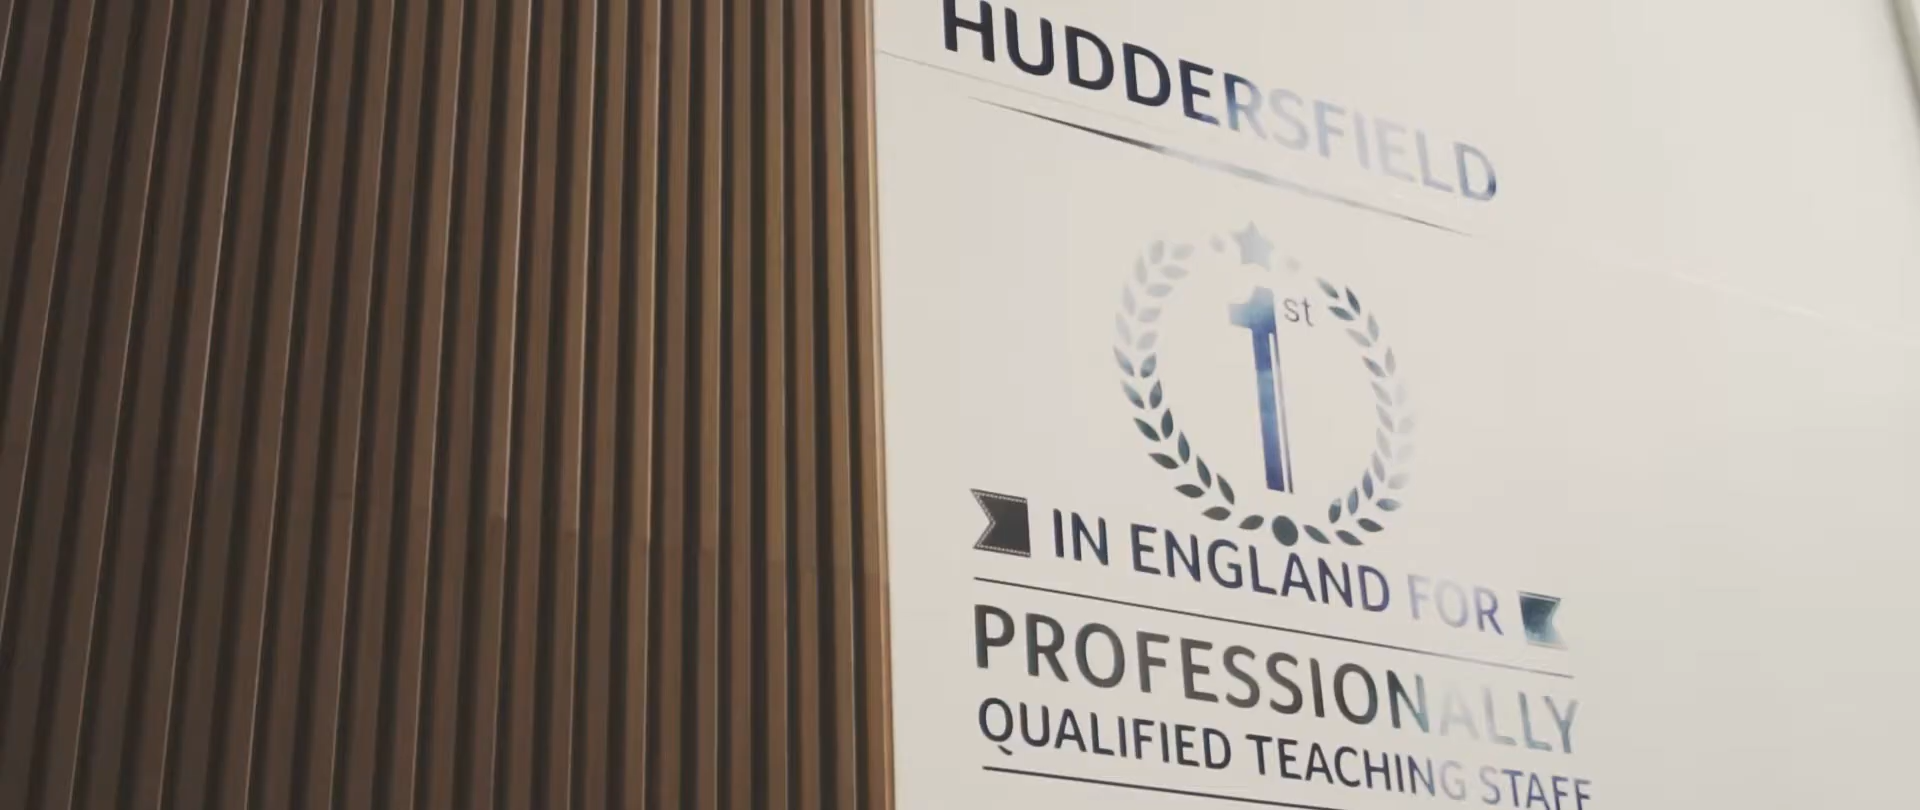 HUDDERSFIELD
1st
IN ENGLAND FOR
PROFESSIONALLY
QUALIFIED TEACHING STAFF